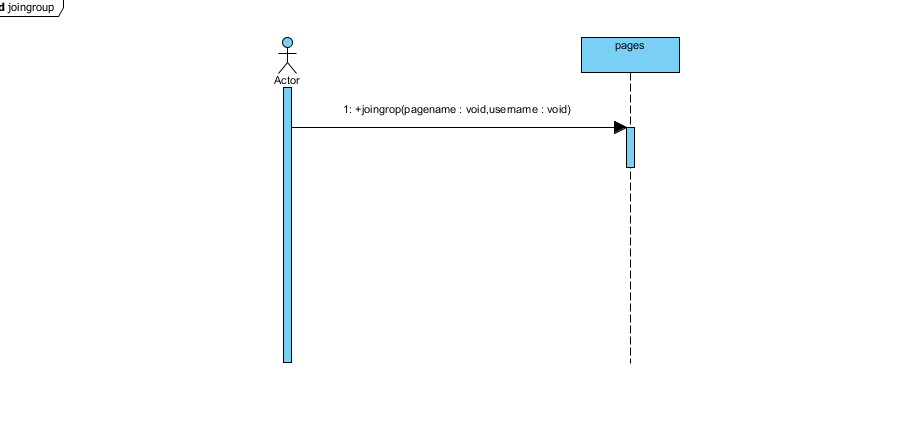 d joingroup
Actor
pages
1: +joingrop(pagename : void,username : void)